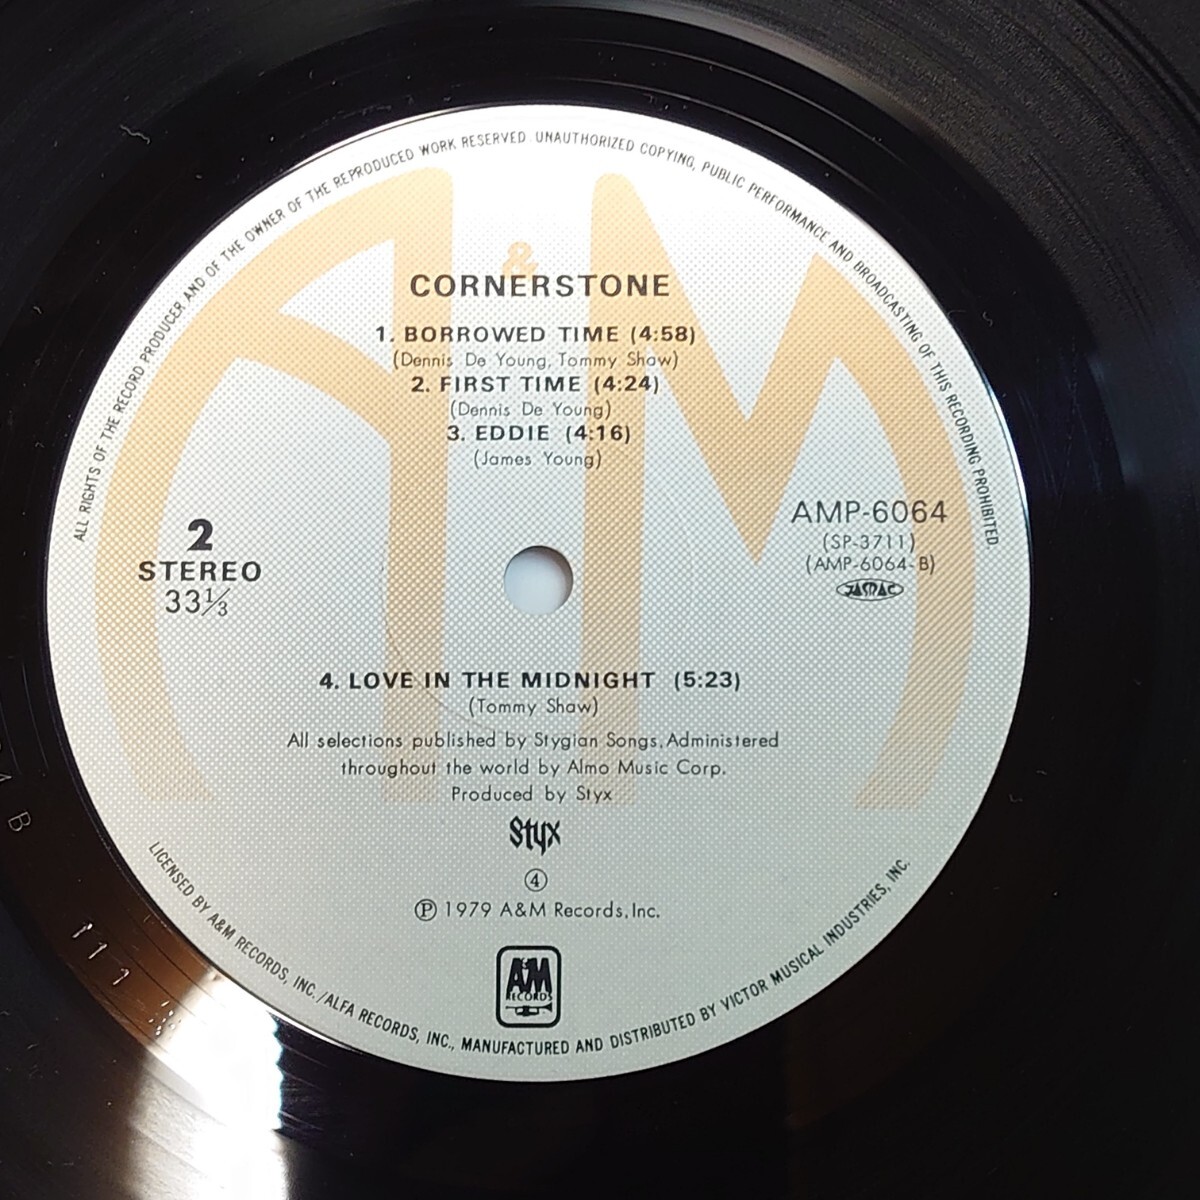 ALL RIGHTS OF THE RECORD PRODUCER AND OF THE OWNER OF THE REPRODUCED WORK RESERVED. UNAUTHORIZED COPYING, PUBLIC PERFORMANCE AND BROADCASTING OF THIS RECORDING PROHIBITED.
A&M
CORNERSTONE
1. BORROWED TIME (4:58)
(Dennis De Young, Tommy Shaw)
2. FIRST TIME (4:24)
(Dennis De Young)
3. EDDIE (4:16)
(James Young)
2
STEREO
33⅓
AMP-6064
(SP-3711)
(AMP-6064-B)
JASRAC
4. LOVE IN THE MIDNIGHT (5:23)
(Tommy Shaw)
All selections published by Stygian Songs, Administered
throughout the world by Almo Music Corp.
Produced by Styx
Styx
④
Ⓟ 1979 A&M Records, Inc.
A&M
RECORDS
LICENSED BY A&M RECORDS, INC./ALFA RECORDS, INC., MANUFACTURED AND DISTRIBUTED BY VICTOR MUSICAL INDUSTRIES, INC.
B
111